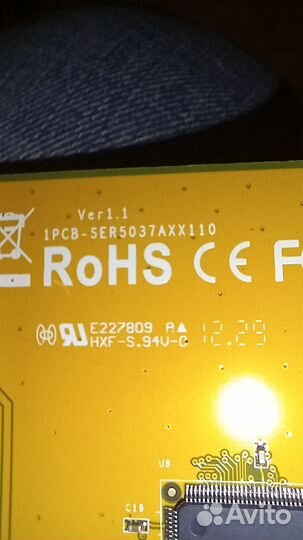 Ver1.1
1PCB-SER5037AXX110
RoHS CE F
E227809 A▲ 12.29
HXF-S.94V-0
U8
C19
Avito